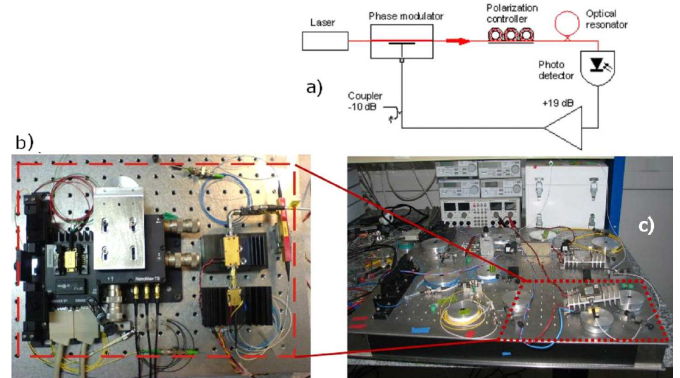 a)
Laser
Phase modulator
Polarization
controller
Optical
resonator
Photo
detector
Coupler
-10 dB
+19 dB
b)
c)